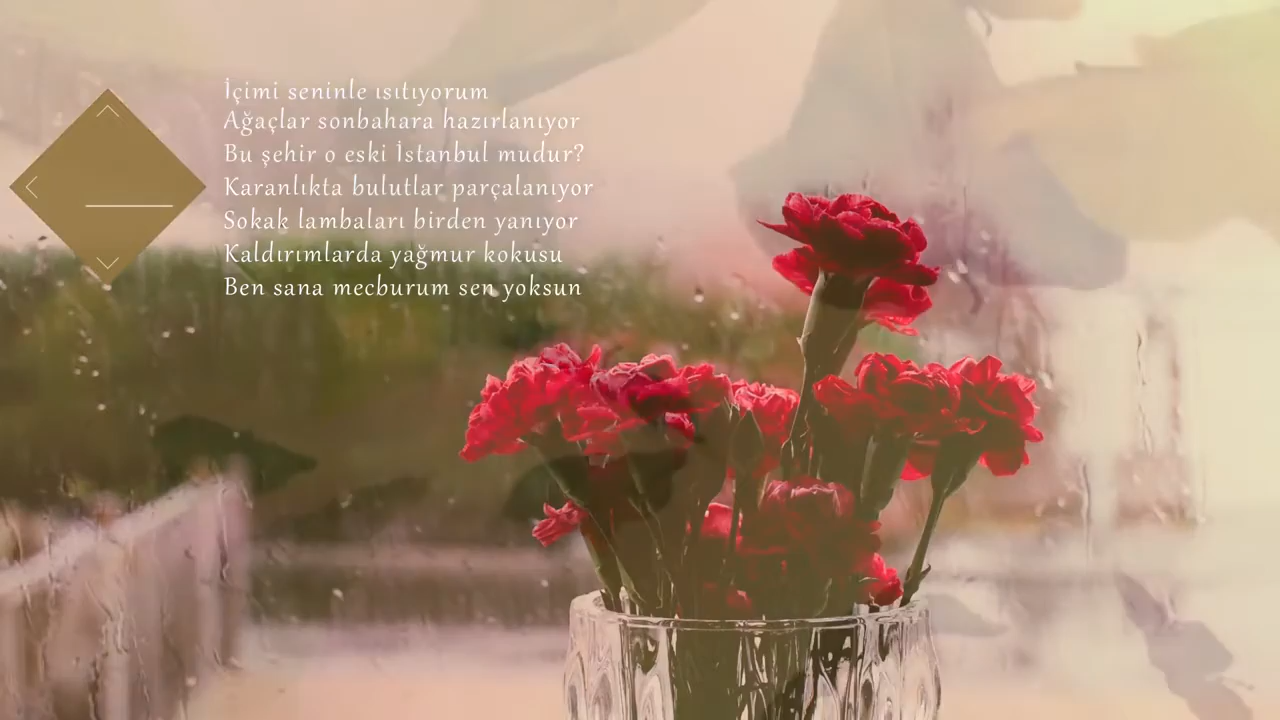 İçimi seninle ısıtıyorum
Ağaçlar sonbahara hazırlanıyor
Bu şehir o eski İstanbul mudur?
Karanlıkta bulutlar parçalanıyor
Sokak lambaları birden yanıyor
Kaldırımlarda yağmur kokusu
Ben sana mecburum sen yoksun